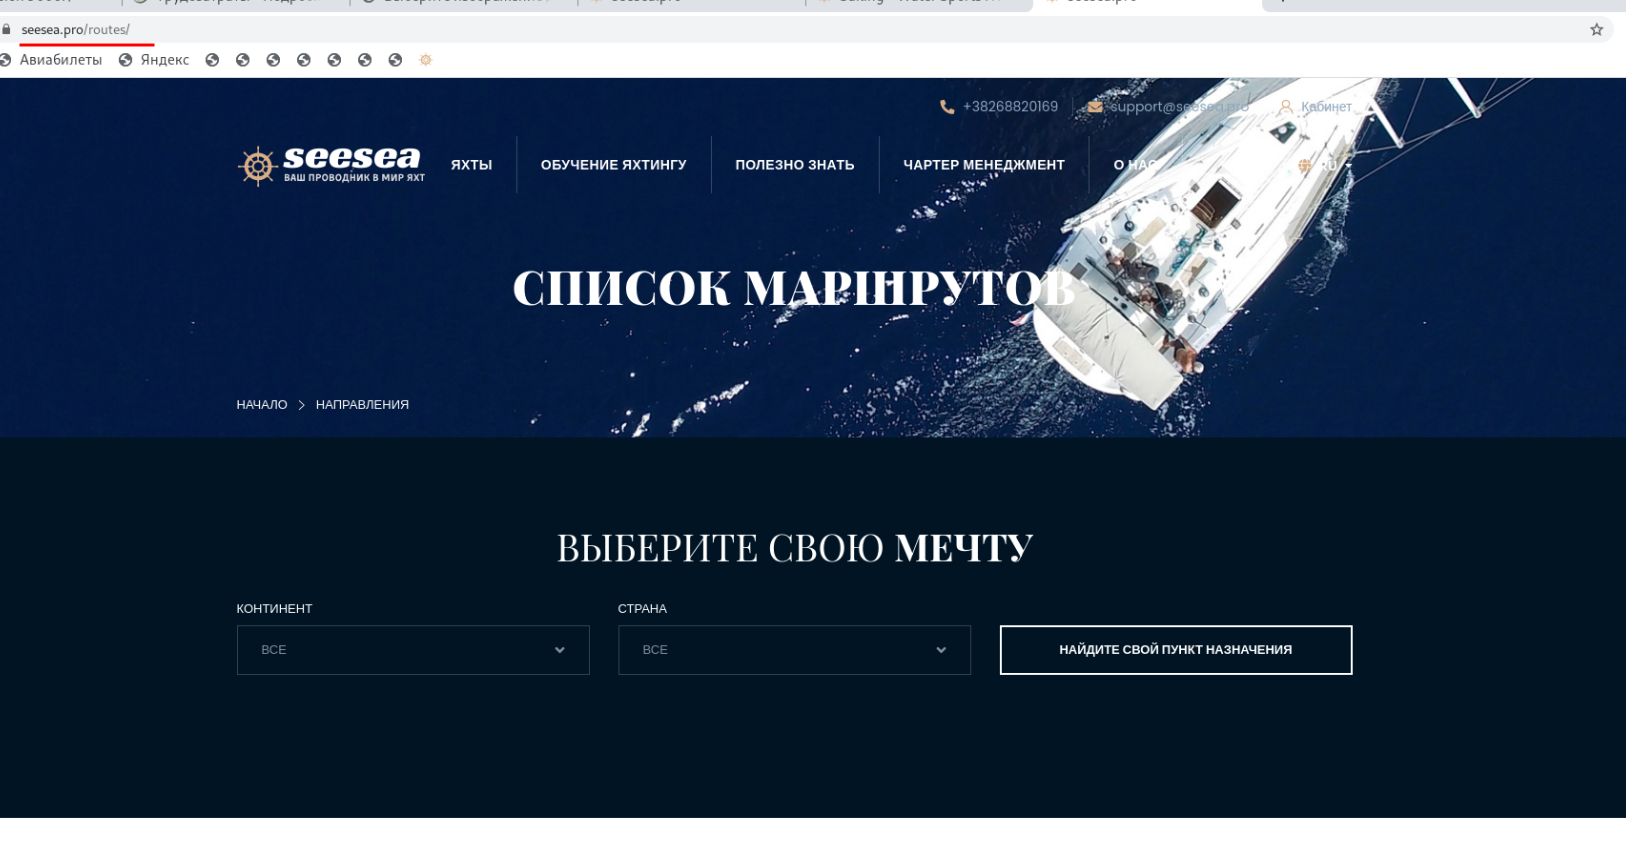 seesea.pro/routes/
Авиабилеты Яндекс
+38268820169 support@seesea.pro Кабинет
seesea
ВАШ ПРОВОДНИК В МИР ЯХТ
ЯХТЫ ОБУЧЕНИЕ ЯХТИНГУ ПОЛЕЗНО ЗНАТЬ ЧАРТЕР МЕНЕДЖМЕНТ О НАС RU
СПИСОК МАРШРУТОВ
НАЧАЛО НАПРАВЛЕНИЯ
ВЫБЕРИТЕ СВОЮ МЕЧТУ
КОНТИНЕНТ СТРАНА
ВСЕ ВСЕ НАЙДИТЕ СВОЙ ПУНКТ НАЗНАЧЕНИЯ